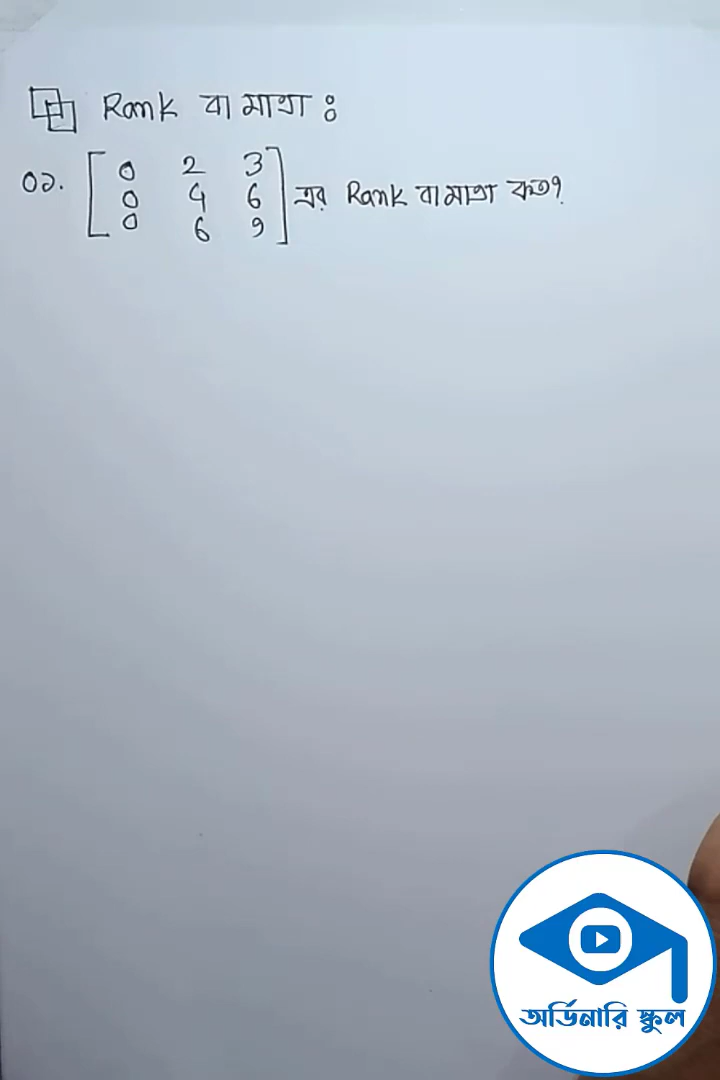 Rank বা মাত্রা :
০১. [0 2 3
0 4 6
0 6 9] এর Rank বা মাত্রা কত?
অর্ডিনারি স্কুল